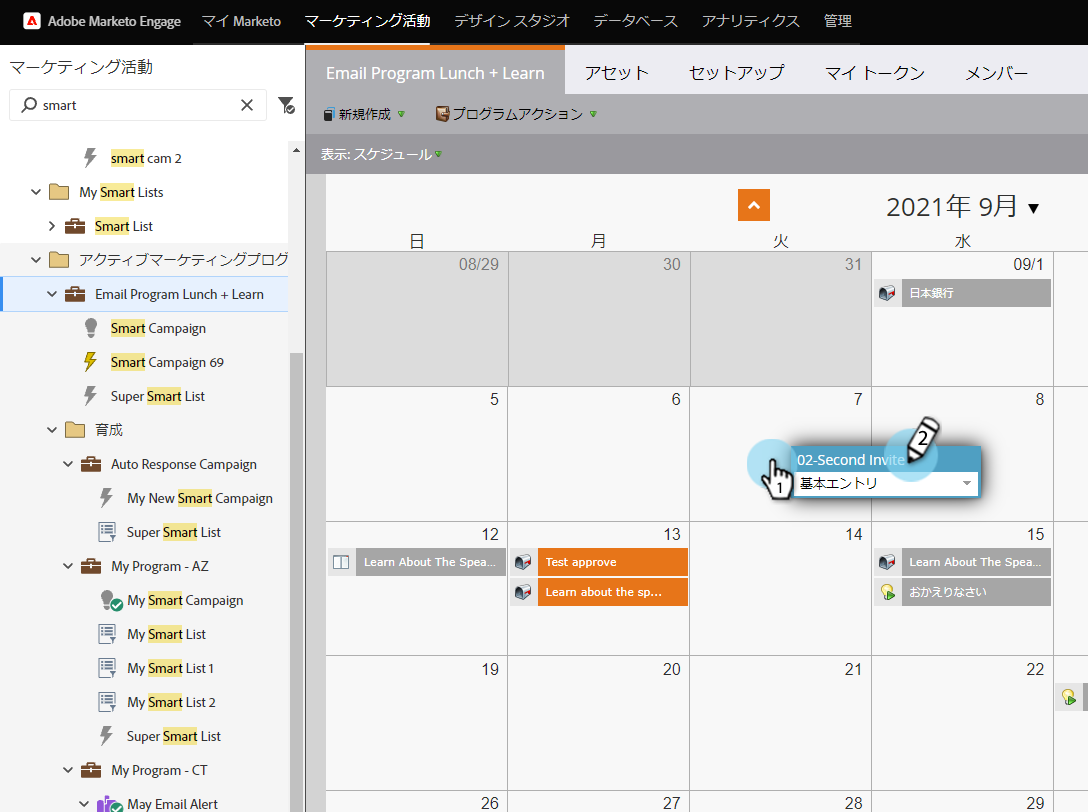 Adobe Marketo Engage マイ Marketo マーケティング活動 デザイン スタジオ データベース アナリティクス 管理
マーケティング活動
smart
smart cam 2
My Smart Lists
Smart List
アクティブマーケティングプログ
Email Program Lunch + Learn
Smart Campaign
Smart Campaign 69
Super Smart List
育成
Auto Response Campaign
My New Smart Campaign
Super Smart List
My Program - AZ
My Smart Campaign
My Smart List
My Smart List 1
My Smart List 2
Super Smart List
My Program - CT
May Email Alert
Email Program Lunch + Learn アセット セットアップ マイ トークン メンバー
新規作成 プログラムアクション
表示: スケジュール
2021年 9月
日 月 火 水
08/29 30 31 09/1
日本銀行
5 6 7 8
02-Second Invite
基本エントリ
1
2
12 13 14 15
Learn About The Spea... Test approve Learn About The Spea...
Learn about the sp... おかえりなさい
19 20 21 22
26 27 28 29